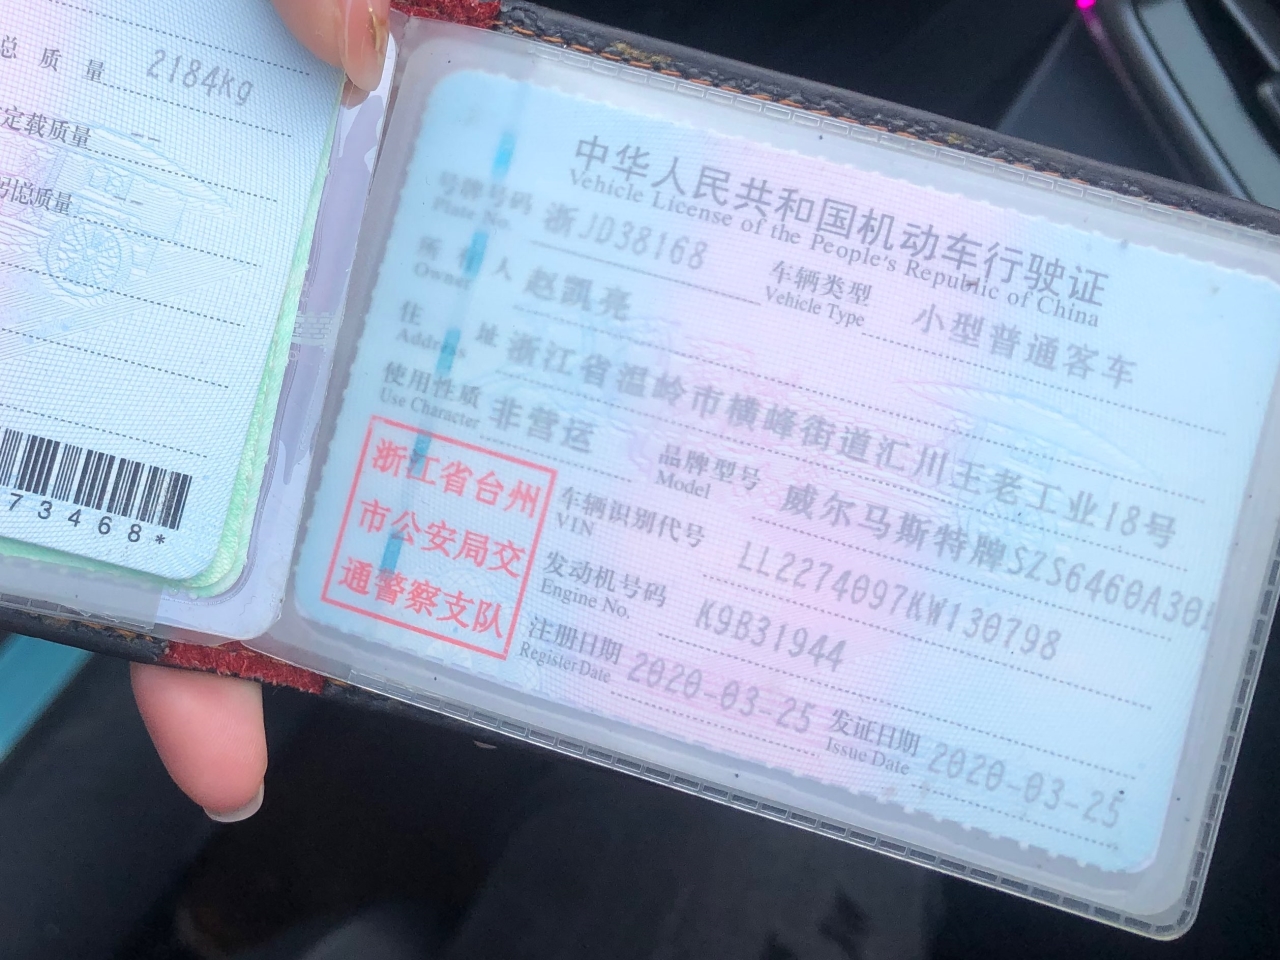 总 质 量 2184kg
定载质量 --
总质量 --
73468*
中华人民共和国机动车行驶证
Vehicle License of the People's Republic of China
号牌号码 浙JD38168 车辆类型 小型普通客车
Plate No. Vehicle Type
所 有 人 赵凯亮
Owner
住 址 浙江省温岭市横峰街道汇川王老工业18号
Address
使用性质 非营运 品牌型号 威尔马斯特牌SZS6460A30
Use Character Model
浙江省台州
市公安局交
通警察支队
车辆识别代号 LL2274097KW130798
VIN
发动机号码 K9B31944
Engine No.
注册日期 2020-03-25 发证日期 2020-03-25
Register Date Issue Date